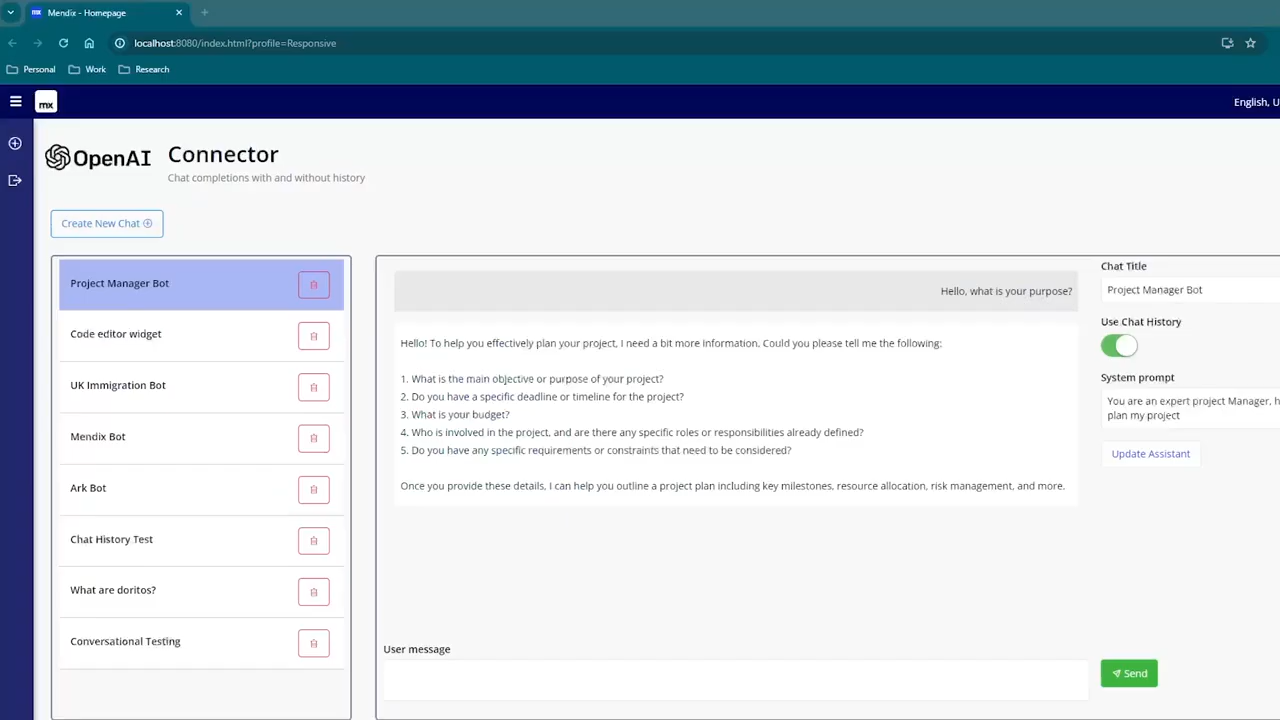 mx Mendix - Homepage
localhost:8080/index.html?profile=Responsive
Personal Work Research
mx
English, U
OpenAI Connector
Chat completions with and without history
Create New Chat
Project Manager Bot
Code editor widget
UK Immigration Bot
Mendix Bot
Ark Bot
Chat History Test
What are doritos?
Conversational Testing
Hello, what is your purpose?
Hello! To help you effectively plan your project, I need a bit more information. Could you please tell me the following:
1. What is the main objective or purpose of your project?
2. Do you have a specific deadline or timeline for the project?
3. What is your budget?
4. Who is involved in the project, and are there any specific roles or responsibilities already defined?
5. Do you have any specific requirements or constraints that need to be considered?
Once you provide these details, I can help you outline a project plan including key milestones, resource allocation, risk management, and more.
User message
Send
Chat Title
Project Manager Bot
Use Chat History
System prompt
You are an expert project Manager, h
plan my project
Update Assistant